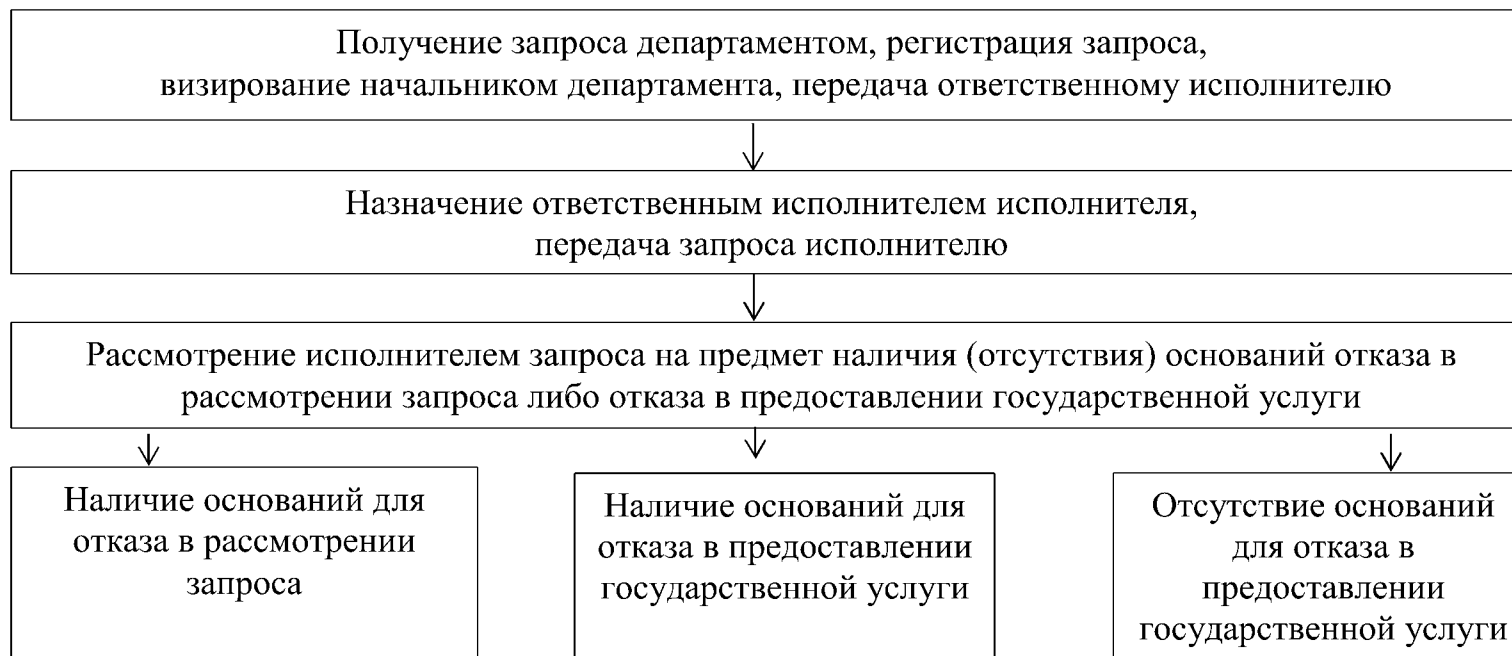 Получение запроса департаментом, регистрация запроса,
визирование начальником департамента, передача ответственному исполнителю
Назначение ответственным исполнителем исполнителя,
передача запроса исполнителю
Рассмотрение исполнителем запроса на предмет наличия (отсутствия) оснований отказа в
рассмотрении запроса либо отказа в предоставлении государственной услуги
Наличие оснований для
отказа в рассмотрении
запроса
Наличие оснований для
отказа в предоставлении
государственной услуги
Отсутствие оснований
для отказа в
предоставлении
государственной услуги